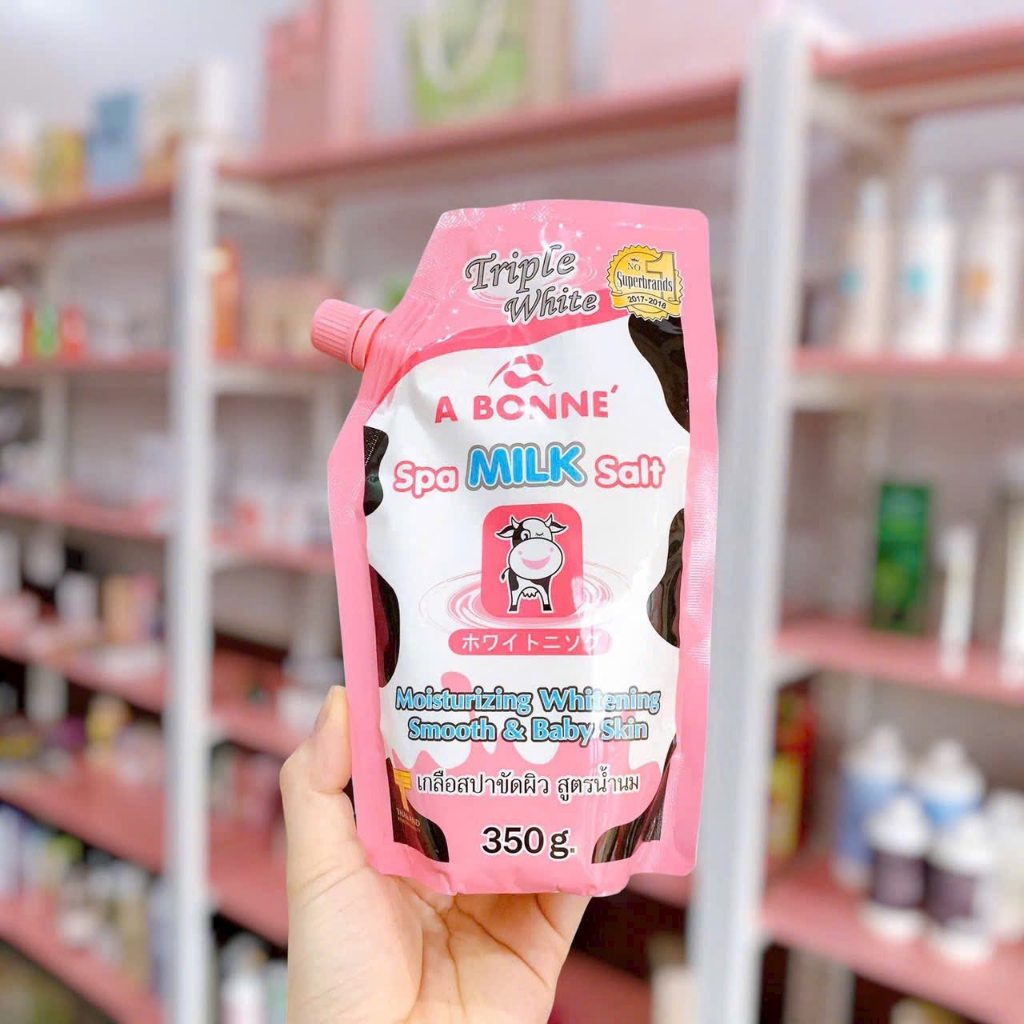 Triple
White
NO. 1
Superbrands
2017-2018
A BONNE´
Spa MILK Salt
ホワイトニング
Moisturizing Whitening
Smooth & Baby Skin
เกลือสปาขัดผิว สูตรน้ำนม
THAILAND
350 g.